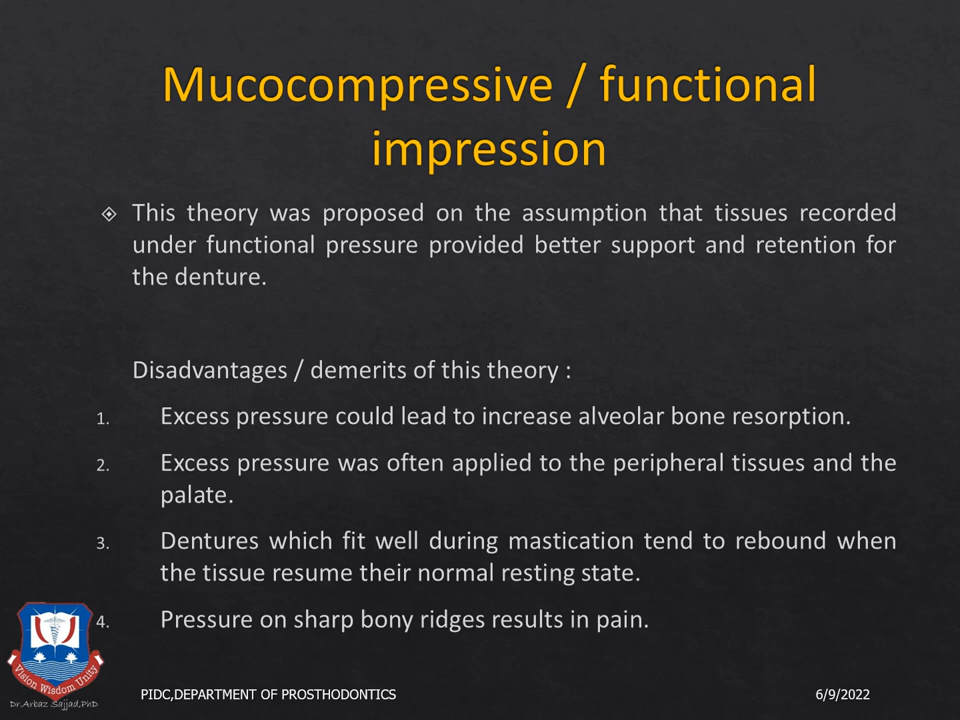 Mucocompressive / functional
impression
This theory was proposed on the assumption that tissues recorded
under functional pressure provided better support and retention for
the denture.
Disadvantages / demerits of this theory :
1. Excess pressure could lead to increase alveolar bone resorption.
2. Excess pressure was often applied to the peripheral tissues and the
palate.
3. Dentures which fit well during mastication tend to rebound when
the tissue resume their normal resting state.
4. Pressure on sharp bony ridges results in pain.
Vision Wisdom Unity
Dr.Arbaz Sajjad,PhD
PIDC,DEPARTMENT OF PROSTHODONTICS
6/9/2022